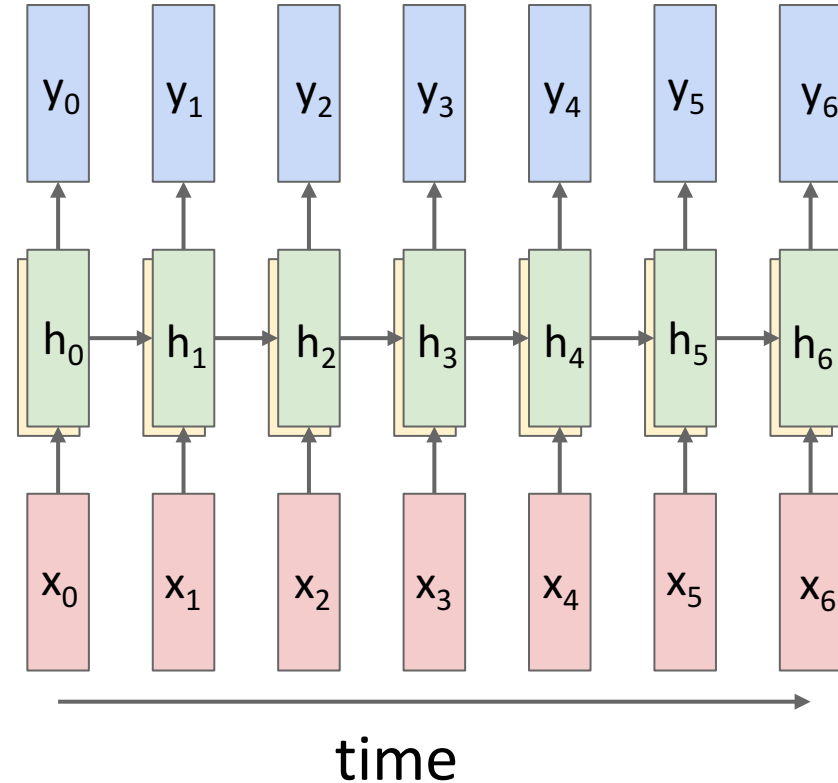 y₀ y₁ y₂ y₃ y₄ y₅ y₆
h₀ h₁ h₂ h₃ h₄ h₅ h₆
x₀ x₁ x₂ x₃ x₄ x₅ x₆
time